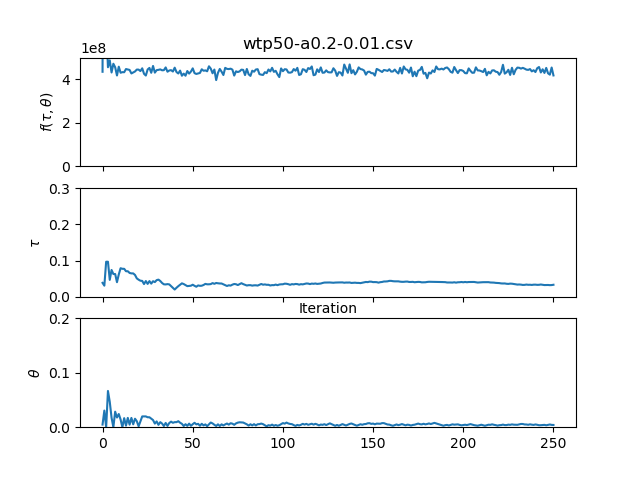 wtp50-a0.2-0.01.csv
1e8
4
2
0
f(τ, θ)
0.3
0.2
0.1
0.0
τ
Iteration
0.2
0.1
0.0
θ
0 50 100 150 200 250